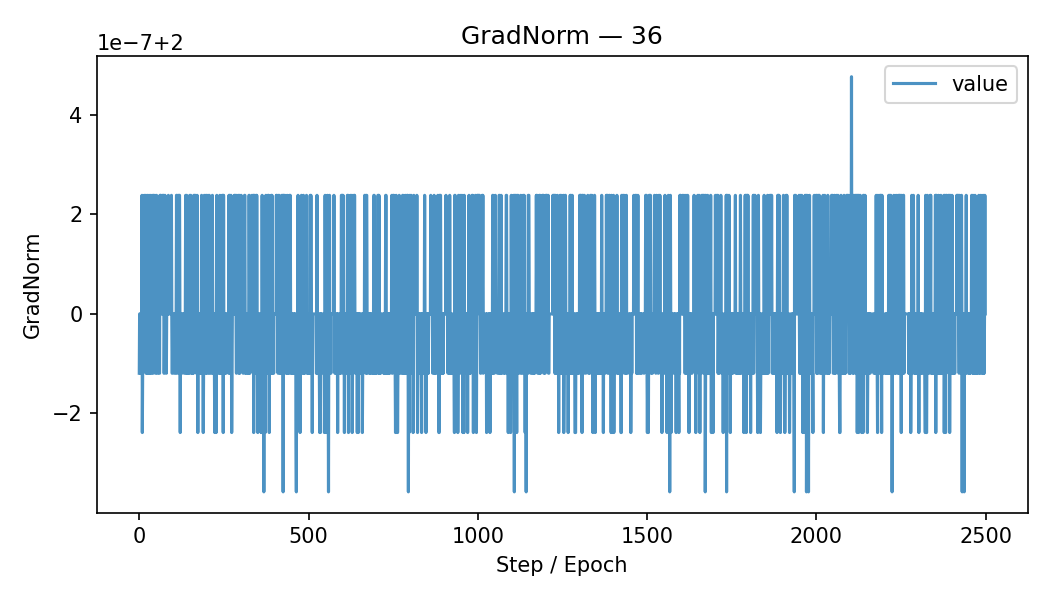 GradNorm — 36
1e−7+2
value
4
2
0
−2
GradNorm
0
500
1000
1500
2000
2500
Step / Epoch